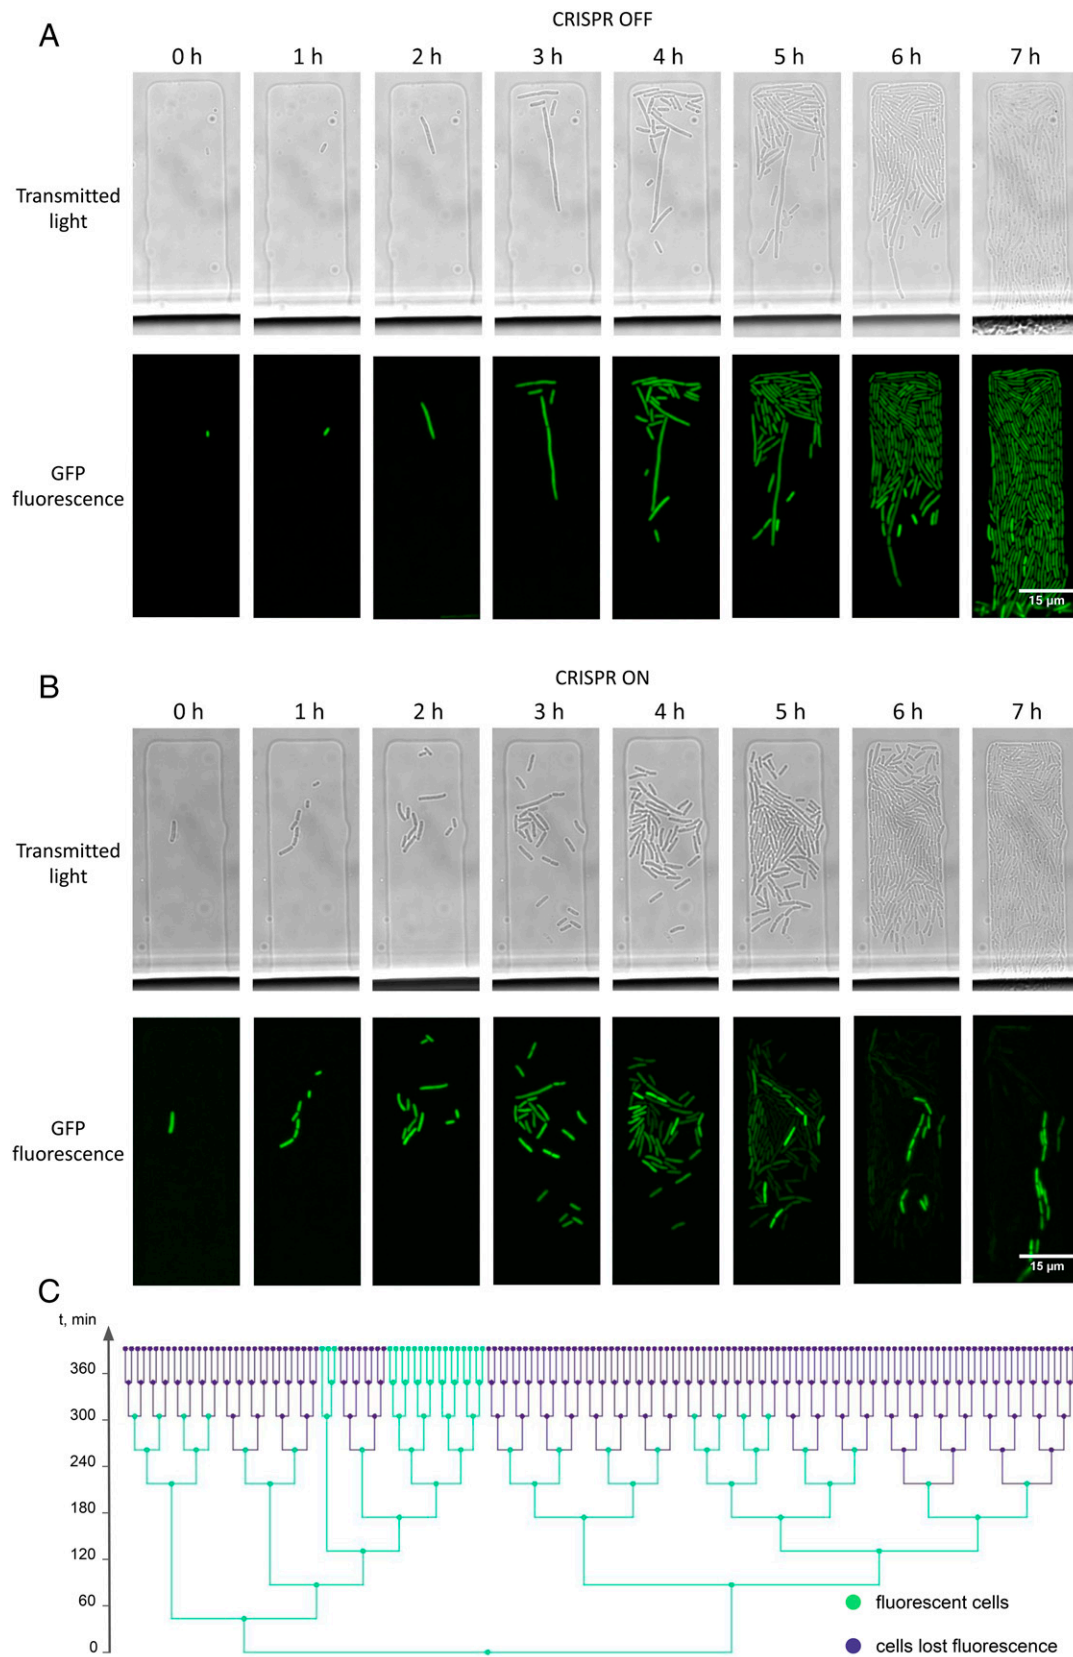 A
CRISPR OFF
0 h 1 h 2 h 3 h 4 h 5 h 6 h 7 h
Transmitted
light
GFP
fluorescence
15 µm
B
CRISPR ON
0 h 1 h 2 h 3 h 4 h 5 h 6 h 7 h
Transmitted
light
GFP
fluorescence
15 µm
C
t, min
360
300
240
180
120
60
0
fluorescent cells
cells lost fluorescence